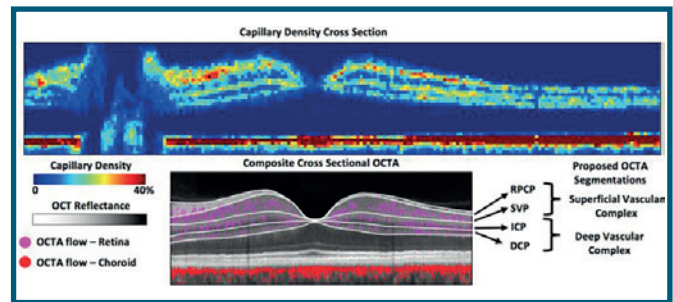 Capillary Density Cross Section
Capillary Density
0
40%
OCT Reflectance
OCTA flow – Retina
OCTA flow – Choroid
Composite Cross Sectional OCTA
RPCP
SVP
ICP
DCP
Proposed OCTA
Segmentations
Superficial Vascular
Complex
Deep Vascular
Complex